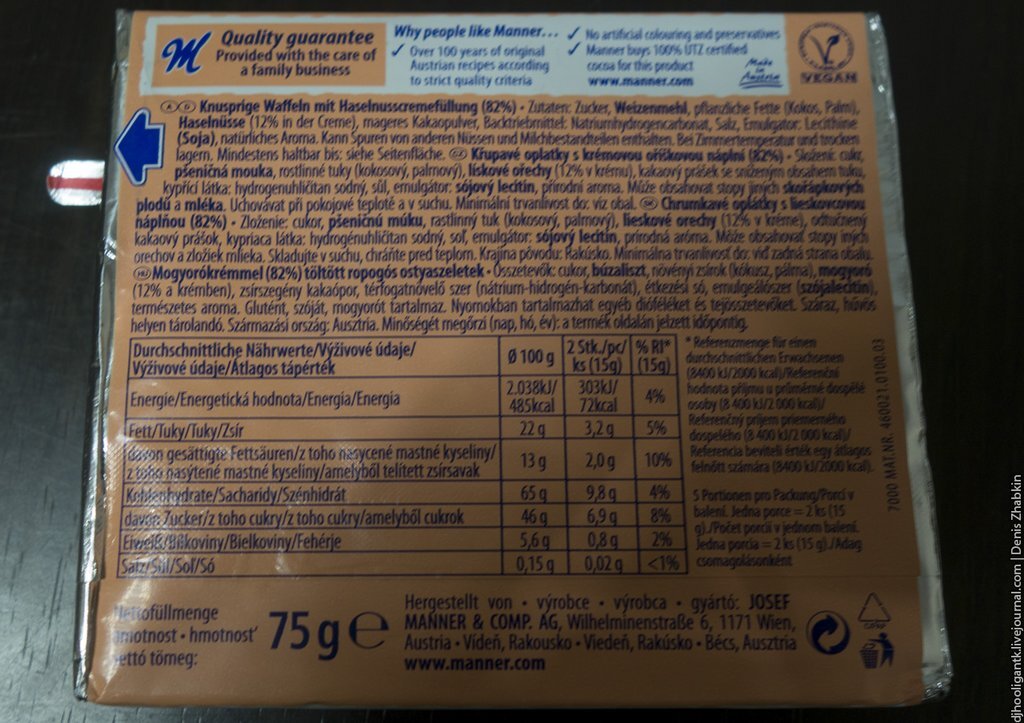 M
Quality guarantee
Provided with the care of
a family business
Why people like Manner...
✓ Over 100 years of original
Austrian recipes according
to strict quality criteria
✓ No artificial colouring and preservatives
✓ Manner buys 100% UTZ certified
cocoa for this product
www.manner.com
Made in Austria
VEGAN
Ⓐ Ⓓ Knusprige Waffeln mit Haselnusscremefüllung (82%) • Zutaten: Zucker, Weizenmehl, pflanzliche Fette (Kokos, Palm),
Haselnüsse (12% in der Creme), mageres Kakaopulver, Backtriebmittel: Natriumhydrogencarbonat, Salz, Emulgator: Lecithine
(Soja), natürliches Aroma. Kann Spuren von anderen Nüssen und Milchbestandteilen enthalten. Bei Zimmertemperatur und trocken
lagern. Mindestens haltbar bis: siehe Seitenfläche. CZ Křupavé oplatky s krémovou oříškovou náplní (82%) • Složení: cukr,
pšeničná mouka, rostlinné tuky (kokosový, palmový), lískové ořechy (12% v krému), kakaový prášek se sníženým obsahem tuku,
kypřicí látka: hydrogenuhličitan sodný, sůl, emulgátor: sójový lecitin, přírodní aroma. Může obsahovat stopy jiných skořápkových
plodů a mléka. Uchovávat při pokojové teplotě a v suchu. Minimální trvanlivost do: viz obal. SK Chrumkavé oplátky s lieskovcovou
náplňou (82%) • Zloženie: cukor, pšeničnú múku, rastlinný tuk (kokosový, palmový), lieskové orechy (12% v kréme), odtučnený
kakaový prášok, kypriaca látka: hydrogénuhličitan sodný, soľ, emulgátor: sójový lecitín, prírodná aróma. Môže obsahovať stopy iných
orechov a zložiek mlieka. Skladujte v suchu, chráňte pred teplom. Krajina pôvodu: Rakúsko. Minimálna trvanlivosť do: viď zadná strana obalu.
HU Mogyorókrémmel (82%) töltött ropogós ostyaszeletek • Összetevők: cukor, búzaliszt, növényi zsírok (kókusz, pálma), mogyoró
(12% a krémben), zsírszegény kakaópor, térfogatnövelő szer (nátrium-hidrogén-karbonát), étkezési só, emulgeálószer (szójalecitin),
természetes aroma. Glutént, szóját, mogyorót tartalmaz. Nyomokban tartalmazhat egyéb dióféléket és tejösszetevőket. Száraz, hűvös
helyen tárolandó. Származási ország: Ausztria. Minőségét megőrzi (nap, hó, év): a termék oldalán jelzett időpontig.
Durchschnittliche Nährwerte/Výživové údaje/
Výživové údaje/Átlagos tápérték
Ø 100 g
2 Stk./pc/
ks (15g)
% RI*
(15g)
Energie/Energetická hodnota/Energia/Energia 2.038kJ/ 303kJ/ 4%
485kcal 72kcal
Fett/Tuky/Tuky/Zsír 22 g 3,2 g 5%
davon gesättigte Fettsäuren/z toho nasycené mastné kyseliny/
z toho nasýtené mastné kyseliny/amelyből telített zsírsavak 13 g 2,0 g 10%
Kohlenhydrate/Sacharidy/Szénhidrát 65 g 9,8 g 4%
davon Zucker/z toho cukry/z toho cukry/amelyből cukrok 46 g 6,9 g 8%
Eiweiß/Bílkoviny/Bielkoviny/Fehérje 5,6 g 0,8 g 2%
Salz/Sůl/Soľ/Só 0,15 g 0,02 g <1%
* Referenzmenge für einen
durchschnittlichen Erwachsenen
(8400 kJ/2000 kcal)/Referenční
hodnota příjmu u průměrné dospělé
osoby (8 400 kJ/2 000 kcal)/
Referenčný príjem priemerného
dospelého (8 400 kJ/2 000 kcal)/
Referencia beviteli érték egy átlagos
felnőtt számára (8400 kJ/2000 kcal).
5 Portionen pro Packung/Porcí v
balení. Jedna porce = 2 ks (15
g)./Počet porcií v jednom balení.
Jedna porcia = 2 ks (15 g)./Adag
csomagolásonként
7000 MAT.NR. 460021.0100.03
Nettofüllmenge
hmotnost • hmotnosť
nettó tömeg:
75 g e
Hergestellt von • výrobce • výrobca • gyártó: JOSEF
MANNER & COMP. AG, Wilhelminenstraße 6, 1171 Wien,
Austria • Vídeň, Rakousko • Viedeň, Rakúsko • Bécs, Ausztria
www.manner.com
djhooligantk.livejournal.com | Denis Zhabkin